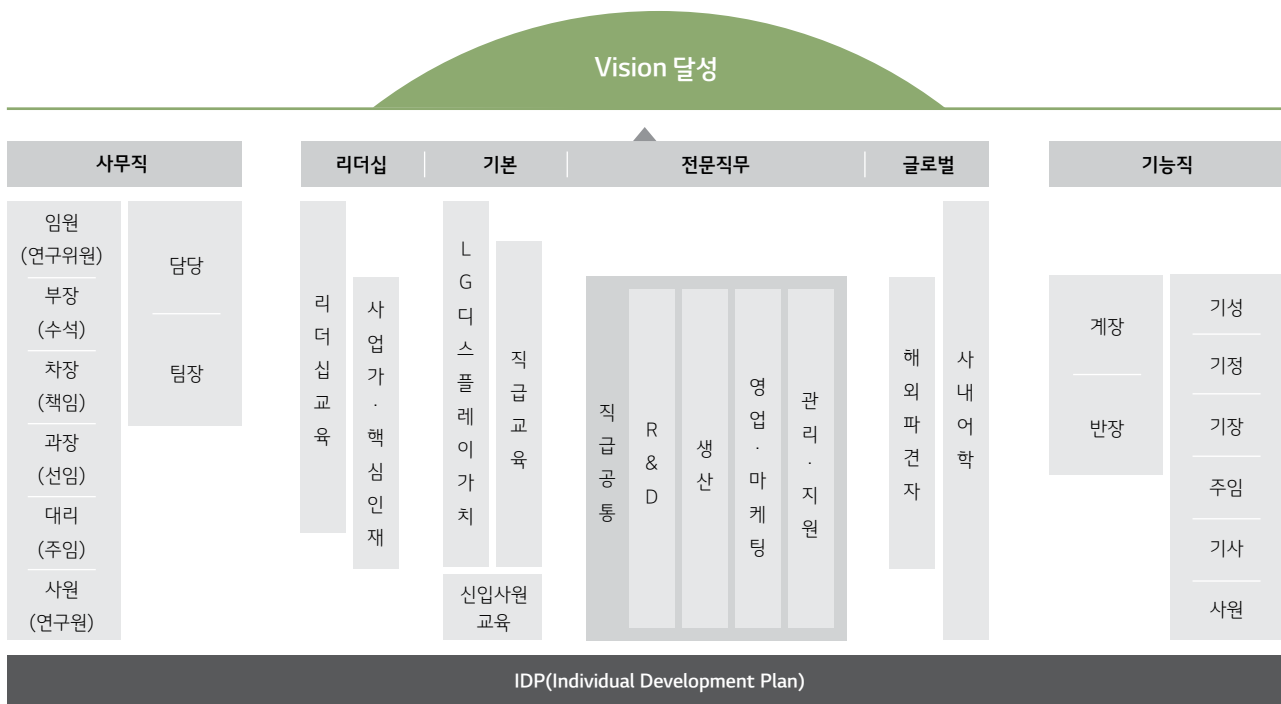 Vision 달성
사무직
리더십
기본
전문직무
글로벌
기능직
임원
(연구위원)
부장
(수석)
차장
(책임)
과장
(선임)
대리
(주임)
사원
(연구원)
담당
팀장
리더십교육
사업가·핵심인재
LG디스플레이가치
직급교육
신입사원
교육
직급공통
R&D
생산
영업·마케팅
관리·지원
해외파견자
사내어학
계장
반장
기성
기정
기장
주임
기사
사원
IDP(Individual Development Plan)